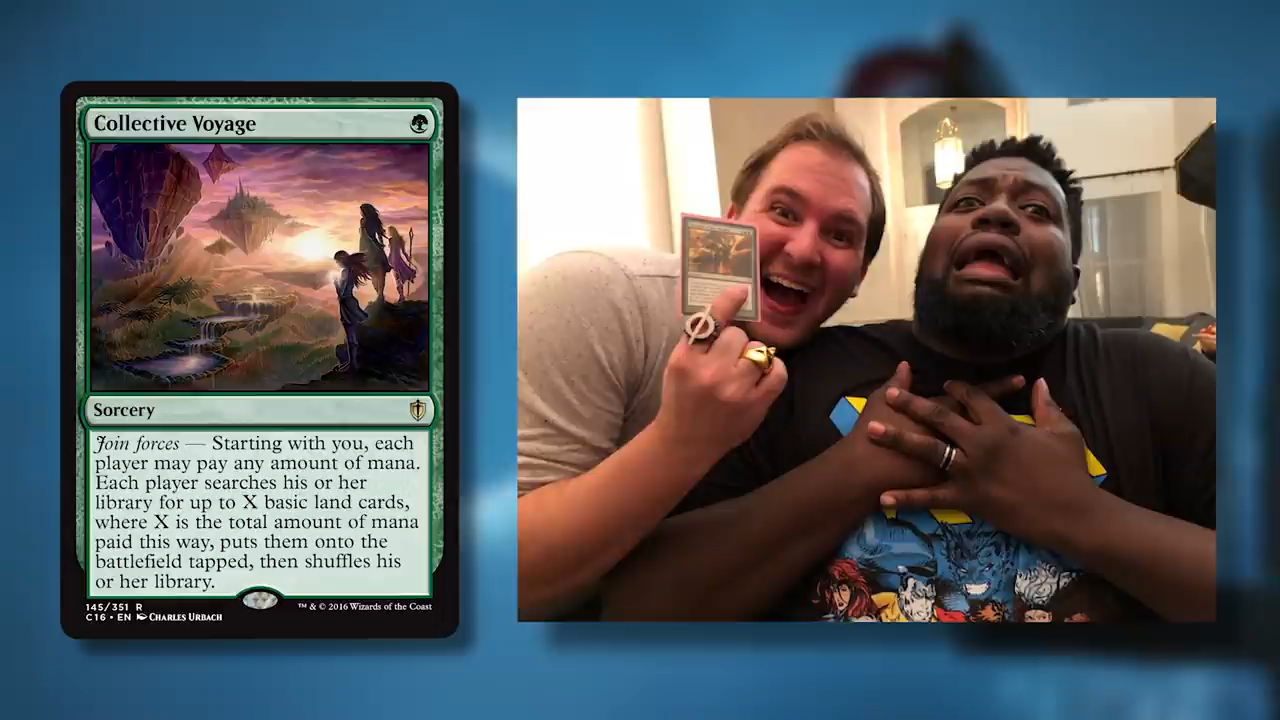 Collective Voyage
Sorcery
Join forces — Starting with you, each
player may pay any amount of mana.
Each player searches his or her
library for up to X basic land cards,
where X is the total amount of mana
paid this way, puts them onto the
battlefield tapped, then shuffles his
or her library.
145/351 R
C16 • EN CHARLES URBACH
™ & © 2016 Wizards of the Coast